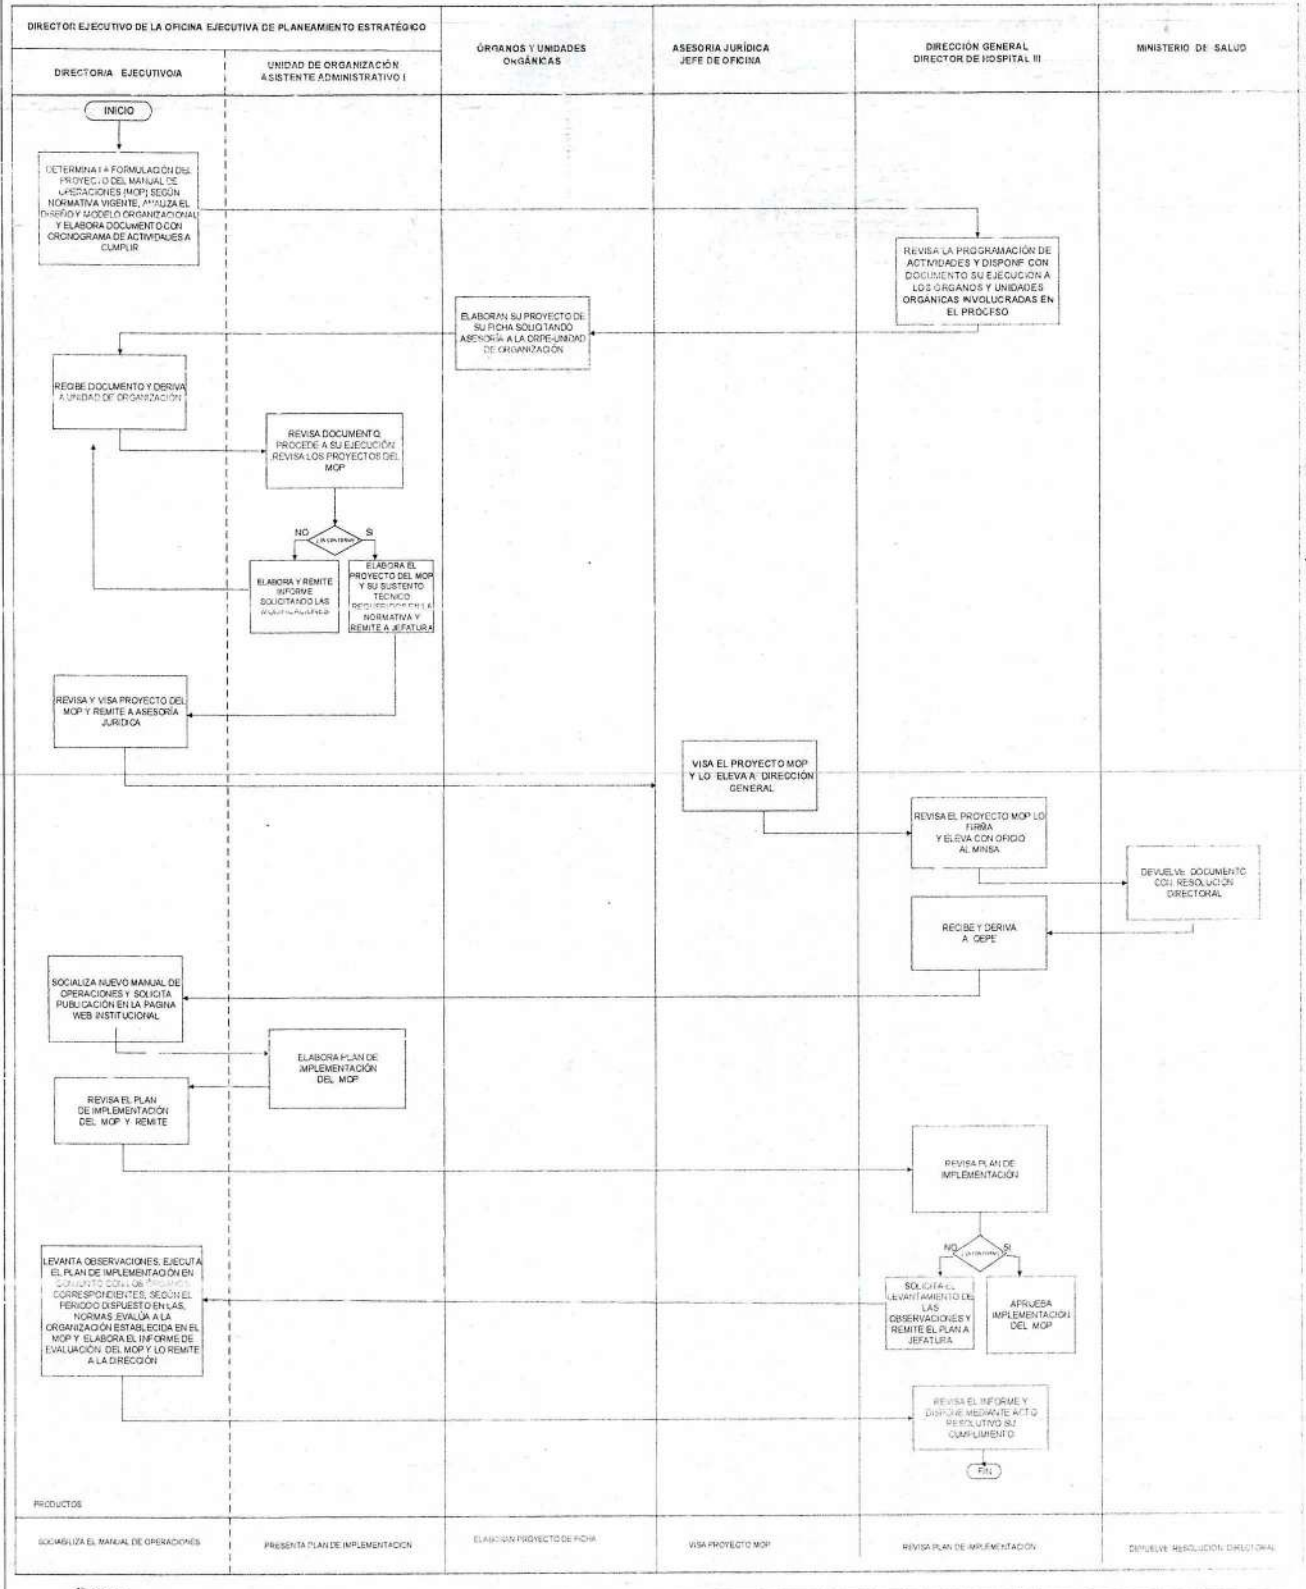 DIRECTOR EJECUTIVO DE LA OFICINA EJECUTIVA DE PLANEAMIENTO ESTRATÉGICO
DIRECTOR/A EJECUTIVO/A
UNIDAD DE ORGANIZACIÓN
ASISTENTE ADMINISTRATIVO I
ÓRGANOS Y UNIDADES
ORGÁNICAS
ASESORIA JURÍDICA
JEFE DE OFICINA
DIRECCIÓN GENERAL
DIRECTOR DE HOSPITAL III
MINISTERIO DE SALUD
INICIO
DETERMINA LA FORMULACIÓN DEL
PROYECTO DEL MANUAL DE
OPERACIONES (MOP) SEGÚN
NORMATIVA VIGENTE, ANALIZA EL
DISEÑO Y MODELO ORGANIZACIONAL
Y ELABORA DOCUMENTO CON
CRONOGRAMA DE ACTIVIDADES A
CUMPLIR
REVISA LA PROGRAMACIÓN DE
ACTIVIDADES Y DISPONE CON
DOCUMENTO SU EJECUCIÓN A
LOS ÓRGANOS Y UNIDADES
ORGÁNICAS INVOLUCRADAS EN
EL PROCESO
ELABORAN SU PROYECTO DE
SU FICHA SOLICITANDO
ASESORÍA A LA ORPE-UNIDAD
DE ORGANIZACIÓN
RECIBE DOCUMENTO Y DERIVA
A UNIDAD DE ORGANIZACIÓN
REVISA DOCUMENTO,
PROCEDE A SU EJECUCIÓN
REVISA LOS PROYECTOS DEL
MOP
NO
SI
ELABORA Y REMITE
INFORME
SOLICITANDO LAS
MODIFICACIONES
ELABORA EL
PROYECTO DEL MOP
Y SU SUSTENTO
TÉCNICO
REQUERIDOS EN LA
NORMATIVA Y
REMITE A JEFATURA
REVISA Y VISA PROYECTO DEL
MOP Y REMITE A ASESORÍA
JURÍDICA
VISA EL PROYECTO MOP
Y LO ELEVA A DIRECCIÓN
GENERAL
REVISA EL PROYECTO MOP LO
FIRMA
Y ELEVA CON OFICIO
AL MINSA
DEVUELVE DOCUMENTO
CON RESOLUCIÓN
DIRECTORAL
RECIBE Y DERIVA
A OEPE
SOCIALIZA NUEVO MANUAL DE
OPERACIONES Y SOLICITA
PUBLICACIÓN EN LA PAGINA
WEB INSTITUCIONAL
ELABORA PLAN DE
IMPLEMENTACIÓN
DEL MOP
REVISA EL PLAN
DE IMPLEMENTACIÓN
DEL MOP Y REMITE
REVISA PLAN DE
IMPLEMENTACIÓN
NO
SI
LEVANTA OBSERVACIONES, EJECUTA
EL PLAN DE IMPLEMENTACIÓN EN
CONJUNTO CON LOS ÓRGANOS
CORRESPONDIENTES, SEGÚN EL
PERIODO DISPUESTO EN LAS,
NORMAS ,EVALÚA A LA
ORGANIZACIÓN ESTABLECIDA EN EL
MOP Y ELABORA EL INFORME DE
EVALUACIÓN DEL MOP Y LO REMITE
A LA DIRECCIÓN
SOLICITA EL
LEVANTAMIENTO DE
LAS
OBSERVACIONES Y
REMITE EL PLAN A
JEFATURA
APRUEBA
IMPLEMENTACIÓN
DEL MOP
REVISA EL INFORME Y
DISPONE MEDIANTE ACTO
RESOLUTIVO SU
CUMPLIMIENTO
FIN
PRODUCTOS
SOCIABILIZA EL MANUAL DE OPERACIONES
PRESENTA PLAN DE IMPLEMENTACION
ELABORAN PROYECTO DE FICHA
VISA PROYECTO MOP
REVISA PLAN DE IMPLEMENTACIÓN
DEVUELVE RESOLUCIÓN DIRECTORAL